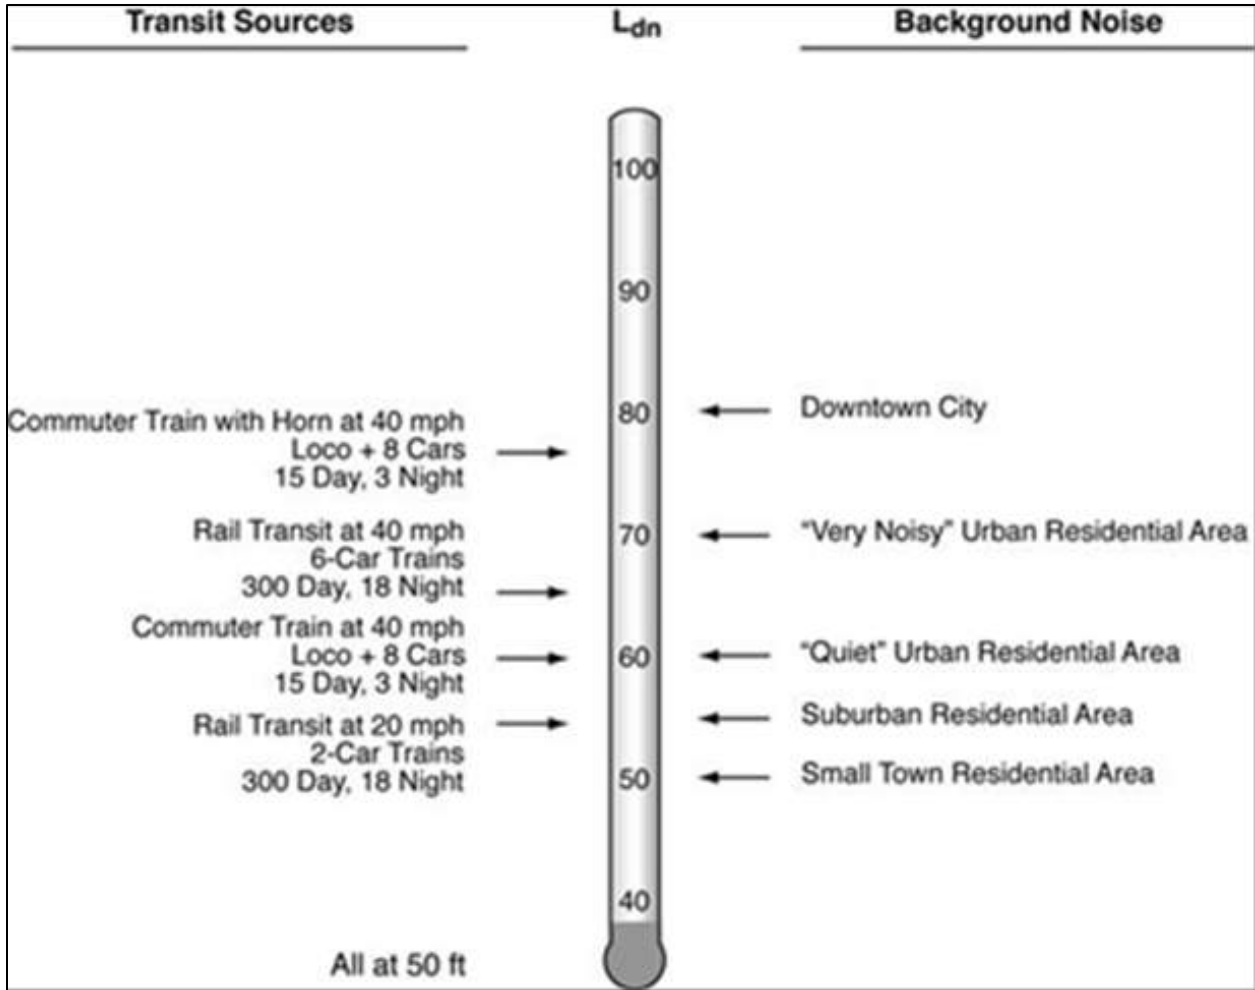 Transit Sources
L_dn
Background Noise
100
90
80
70
60
50
40
Commuter Train with Horn at 40 mph
Loco + 8 Cars
15 Day, 3 Night
Rail Transit at 40 mph
6-Car Trains
300 Day, 18 Night
Commuter Train at 40 mph
Loco + 8 Cars
15 Day, 3 Night
Rail Transit at 20 mph
2-Car Trains
300 Day, 18 Night
All at 50 ft
Downtown City
“Very Noisy” Urban Residential Area
“Quiet” Urban Residential Area
Suburban Residential Area
Small Town Residential Area